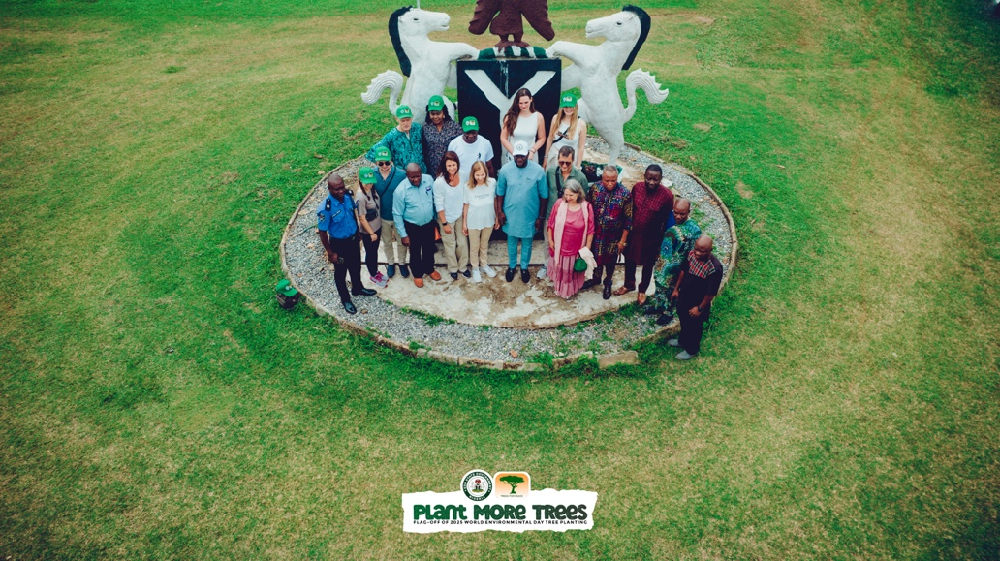 PLANT MORE TREES
FLAG-OFF OF 2025 WORLD ENVIRONMENTAL DAY TREE PLANTING